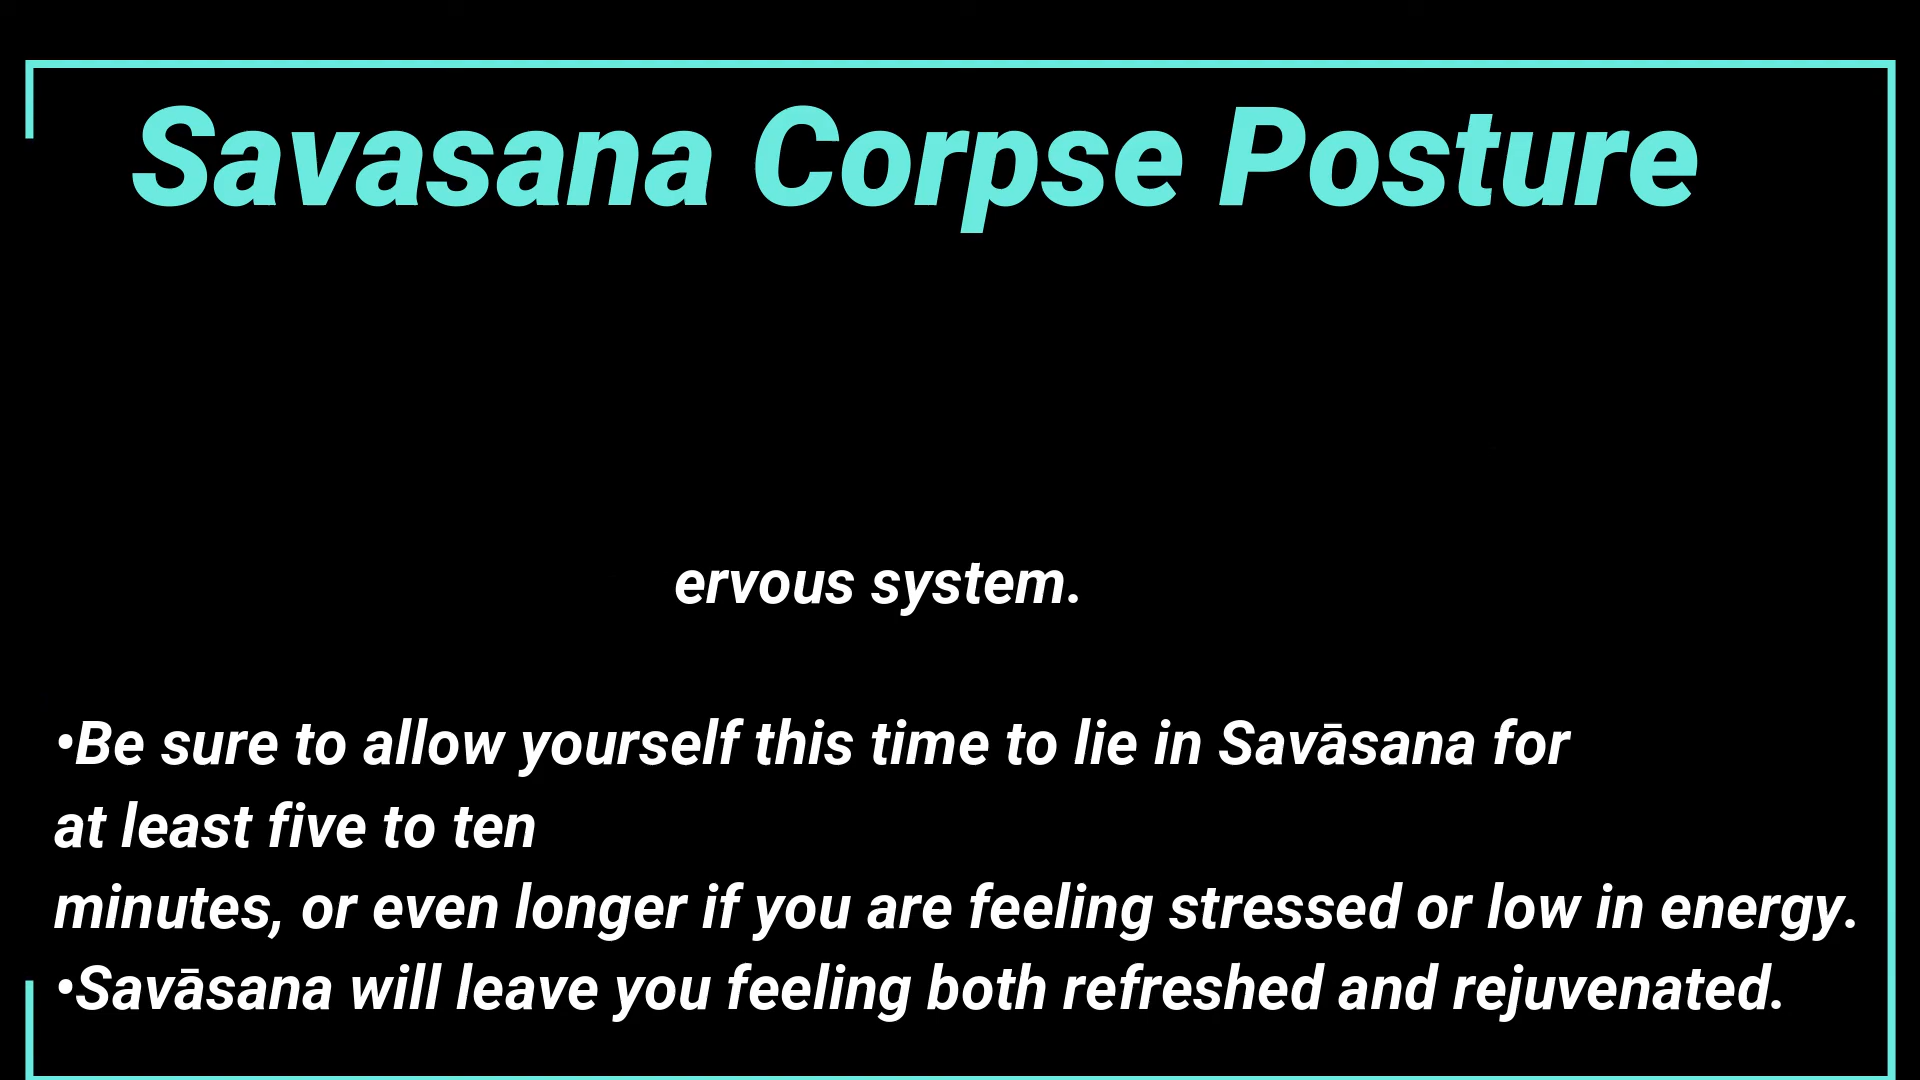 Savasana Corpse Posture
ervous system.
•Be sure to allow yourself this time to lie in Savāsana for
at least five to ten
minutes, or even longer if you are feeling stressed or low in energy.
•Savāsana will leave you feeling both refreshed and rejuvenated.